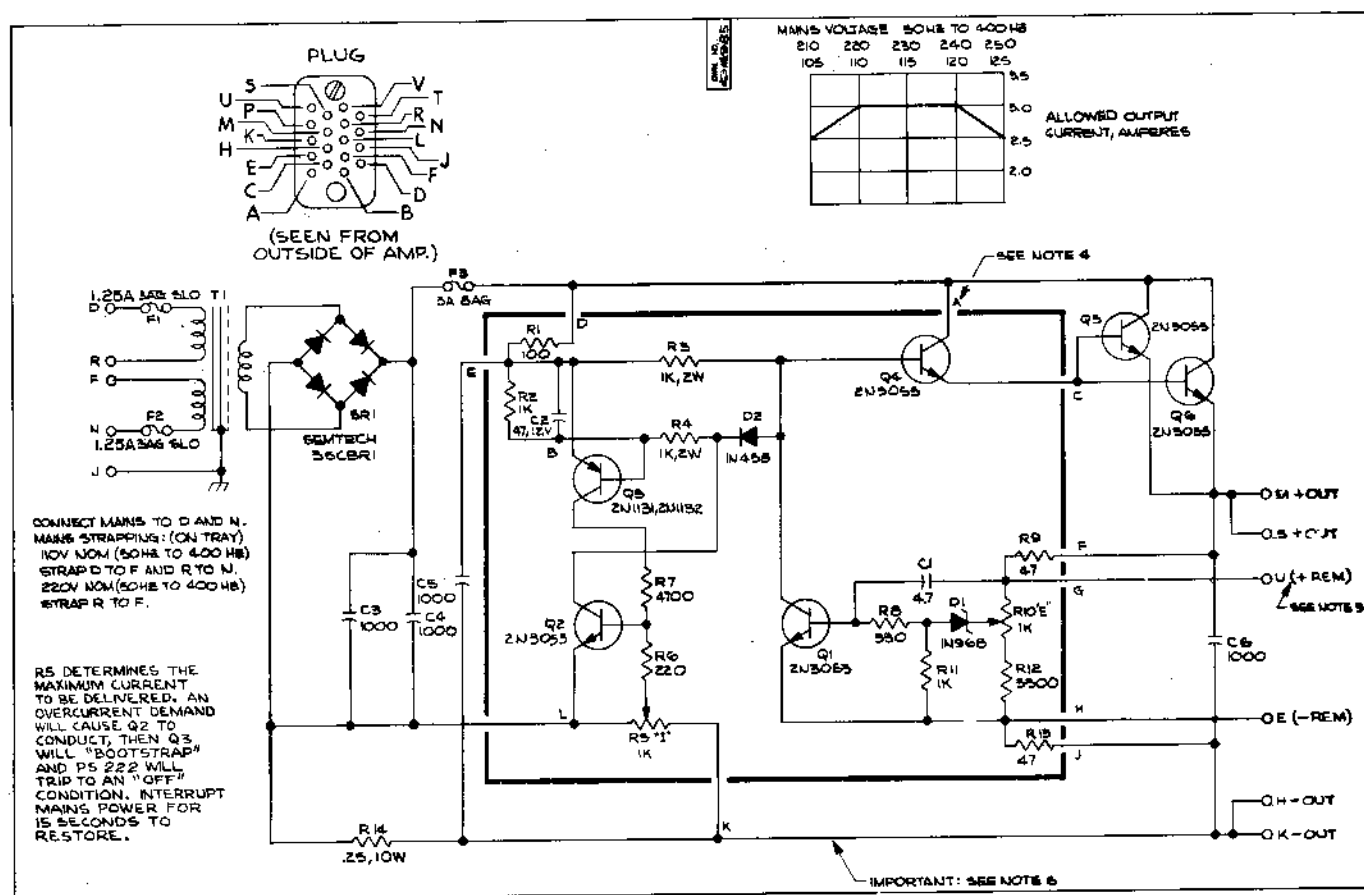 PLUG
S
V
U
T
P
R
M
N
K
L
H
J
E
F
C
D
A
B
(SEEN FROM
OUTSIDE OF AMP.)
MAINS VOLTAGE 50HZ TO 400HZ
210 220 230 240 250
105 110 115 120 125
5.0
2.5
2.0
ALLOWED OUTPUT
CURRENT, AMPERES
SEE NOTE 4
1.25A 3AG SLO
T1
D
F1
R
F
F2
N
1.25A 3AG SLO
J
SR1
SEMTECH
F3
D
A
R1
100
E
R2
1K
C2
47,12V
B
R3
1K,2W
R4
1K,2W
D2
1N458
Q4
2N3055
Q5
2N3055
C
Q6
2N3055
Q3
2N1131,2N1132
CONNECT MAINS TO D AND N.
MAINS STRAPPING: (ON TRAY)
110V NOM (50HZ TO 400 HZ)
STRAP D TO F AND R TO N.
220V NOM (50HZ TO 400 HZ)
STRAP R TO F.
M +OUT
S +OUT
U (+REM)
SEE NOTE
R9
47
F
G
C1
R8
D1
1N968
R10 "E"
1K
R11
1K
R12
C6
1000
R7
4700
Q2
2N3055
R6
220
Q1
2N3055
C5
1000
C3
1000
C4
1000
L
R5 "I"
1K
H
R13
47
J
E (-REM)
R5 DETERMINES THE
MAXIMUM CURRENT
TO BE DELIVERED. AN
OVERCURRENT DEMAND
WILL CAUSE Q2 TO
CONDUCT, THEN Q3
WILL "BOOTSTRAP"
AND PS 222 WILL
TRIP TO AN "OFF"
CONDITION. INTERRUPT
MAINS POWER FOR
15 SECONDS TO
RESTORE.
R14
.25,10W
K
H -OUT
K -OUT
IMPORTANT: SEE NOTE